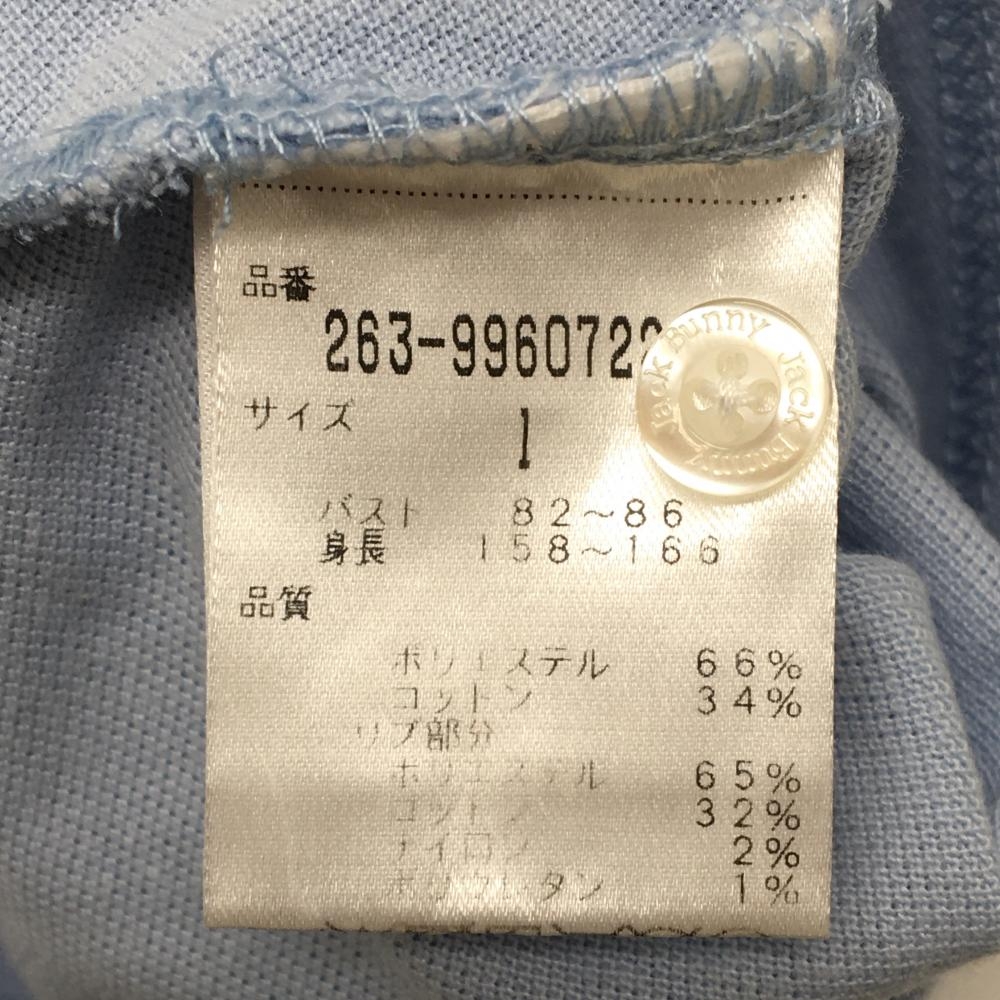 品番
263-9960722
サイズ
1
バスト 82~86
身長 158~166
品質
ポリエステル 66%
コットン 34%
リブ部分
ポリエステル 65%
コットン 32%
ナイロン 2%
ポリウレタン 1%
Jack Bunny Jack Bunny